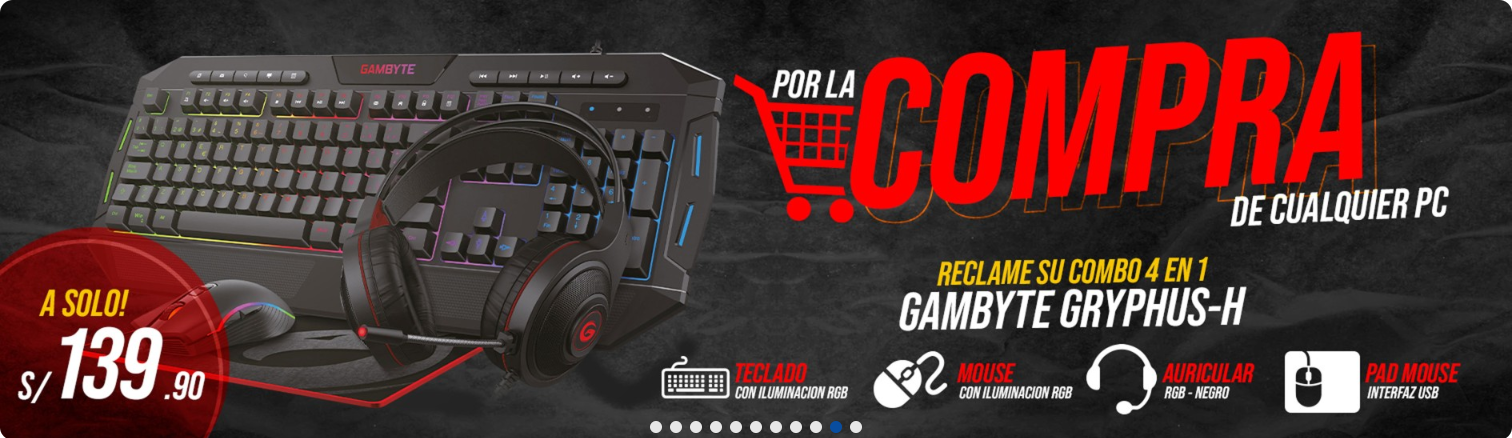 GAMBYTE
POR LA
COMPRA
DE CUALQUIER PC
RECLAME SU COMBO 4 EN 1
GAMBYTE GRYPHUS-H
A SOLO!
S/ 139.90
TECLADO
CON ILUMINACION RGB
MOUSE
CON ILUMINACION RGB
AURICULAR
RGB - NEGRO
PAD MOUSE
INTERFAZ USB